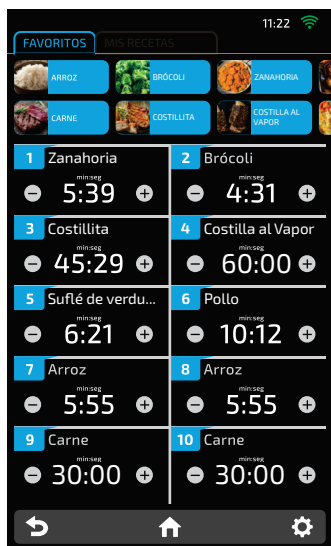 11:22
FAVORITOS MIS RECETAS
ARROZ BRÓCOLI ZANAHORIA
CARNE COSTILLITA COSTILLA AL
VAPOR
1 Zanahoria 2 Brócoli
min:seg min:seg
5:39 4:31
3 Costillita 4 Costilla al Vapor
min:seg min:seg
45:29 60:00
5 Suflé de verdu... 6 Pollo
min:seg min:seg
6:21 10:12
7 Arroz 8 Arroz
min:seg min:seg
5:55 5:55
9 Carne 10 Carne
min:seg min:seg
30:00 30:00